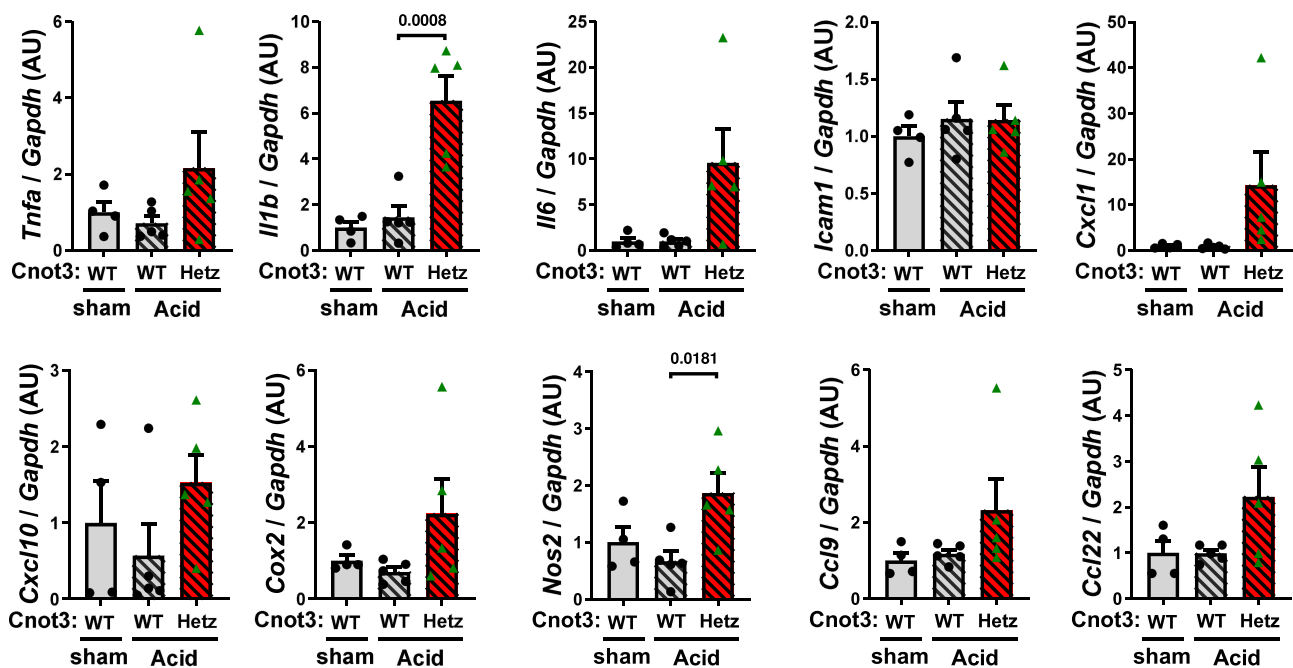 Tnfa / Gapdh (AU)
6
4
2
0
Cnot3: WT WT Hetz
sham Acid
Il1b / Gapdh (AU)
10
8
6
4
2
0
0.0008
WT WT Hetz
sham Acid
Il6 / Gapdh (AU)
25
20
15
10
5
0
Cnot3: WT WT Hetz
sham Acid
Icam1 / Gapdh (AU)
2.0
1.5
1.0
0.5
0.0
Cnot3: WT WT Hetz
sham Acid
Cxcl1 / Gapdh (AU)
50
40
30
20
10
0
WT WT Hetz
sham Acid
Cxcl10 / Gapdh (AU)
3
2
1
0
Cnot3: WT WT Hetz
sham Acid
Cox2 / Gapdh (AU)
6
4
2
0
WT WT Hetz
sham Acid
Nos2 / Gapdh (AU)
4
3
2
1
0
0.0181
Cnot3: WT WT Hetz
sham Acid
Ccl9 / Gapdh (AU)
6
4
2
0
Cnot3: WT WT Hetz
sham Acid
Ccl22 / Gapdh (AU)
5
4
3
2
1
0
WT WT Hetz
sham Acid